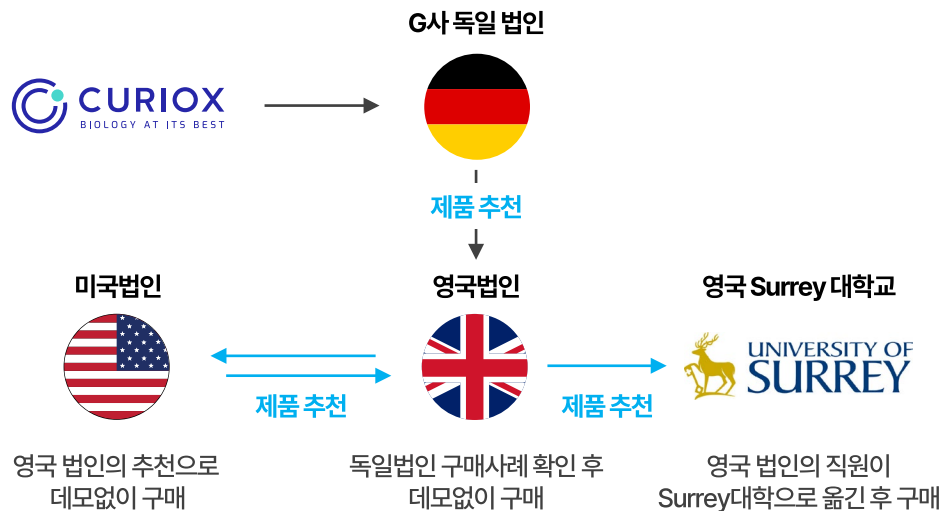 G사 독일 법인
CURIOX
BIOLOGY AT ITS BEST
제품 추천
미국법인
영국법인
영국 Surrey 대학교
UNIVERSITY OF
SURREY
제품 추천
제품 추천
영국 법인의 추천으로
데모없이 구매
독일법인 구매사례 확인 후
데모없이 구매
영국 법인의 직원이
Surrey대학으로 옮긴 후 구매